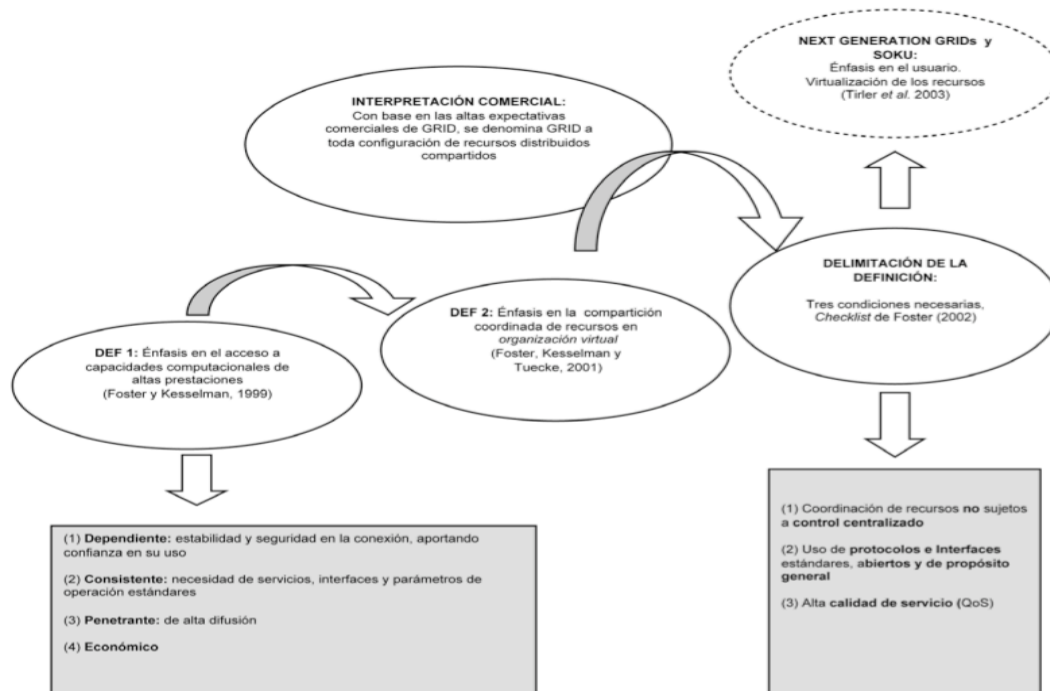 NEXT GENERATION GRIDs y
SOKU:
Énfasis en el usuario.
Virtualización de los recursos
(Tirler et al. 2003)
INTERPRETACIÓN COMERCIAL:
Con base en las altas expectativas
comerciales de GRID, se denomina GRID a
toda configuración de recursos distribuidos
compartidos
DELIMITACIÓN DE LA
DEFINICIÓN:
Tres condiciones necesarias,
Checklist de Foster (2002)
DEF 2: Énfasis en la compartición
coordinada de recursos en
organización virtual
(Foster, Kesselman y
Tuecke, 2001)
DEF 1: Énfasis en el acceso a
capacidades computacionales de
altas prestaciones
(Foster y Kesselman, 1999)
(1) Dependiente: estabilidad y seguridad en la conexión, aportando
confianza en su uso
(2) Consistente: necesidad de servicios, interfaces y parámetros de
operación estándares
(3) Penetrante: de alta difusión
(4) Económico
(1) Coordinación de recursos no sujetos
a control centralizado
(2) Uso de protocolos e Interfaces
estándares, abiertos y de propósito
general
(3) Alta calidad de servicio (QoS)